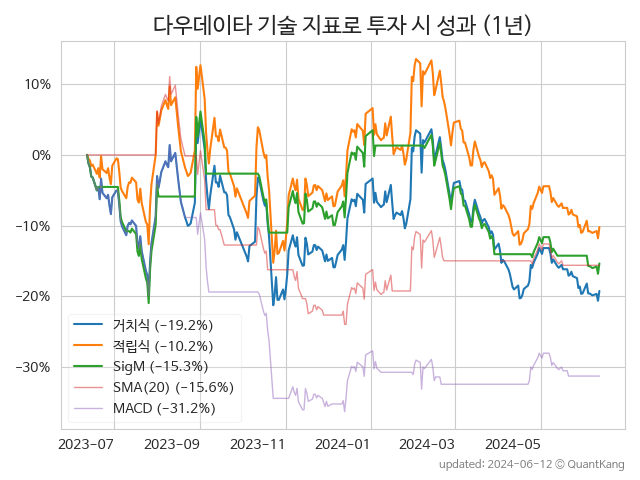 다우데이타 기술 지표로 투자 시 성과 (1년)
10%
0%
−10%
−20%
−30%
거치식 (−19.2%)
적립식 (−10.2%)
SigM (−15.3%)
SMA(20) (−15.6%)
MACD (−31.2%)
2023-07 2023-09 2023-11 2024-01 2024-03 2024-05
updated: 2024-06-12 © QuantKang